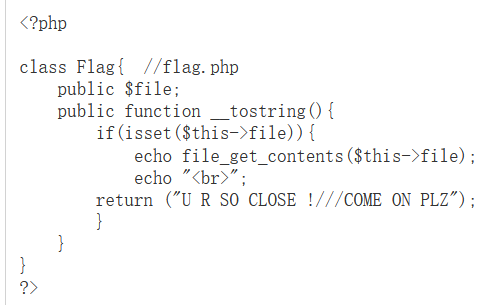 <?php
class Flag{  //flag.php
    public $file;
    public function __tostring(){
        if(isset($this->file)){
            echo file_get_contents($this->file);
            echo "<br>";
        return ("U R SO CLOSE !///COME ON PLZ");
        }
    }
}
?>